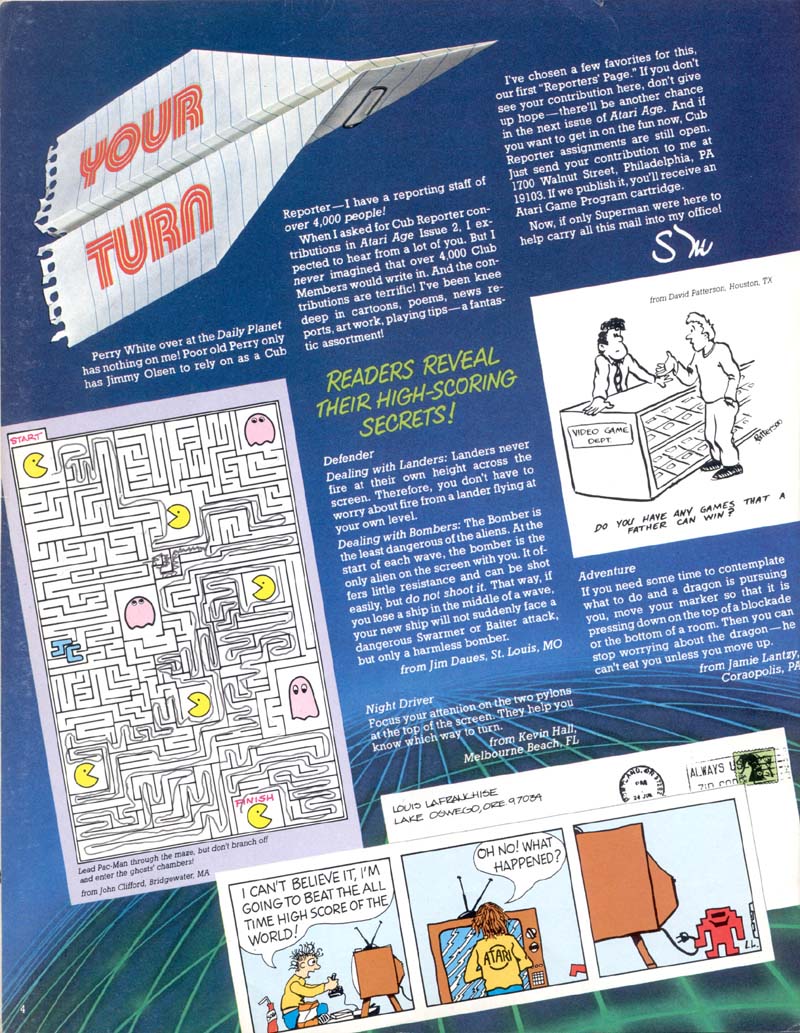 YOUR
TURN
Perry White over at the Daily Planet
has nothing on me! Poor old Perry only
has Jimmy Olsen to rely on as a Cub
Reporter—I have a reporting staff of
over 4,000 people!
When I asked for Cub Reporter con-
tributions in Atari Age Issue 2, I ex-
pected to hear from a lot of you. But I
never imagined that over 4,000 Club
Members would write in. And the con-
tributions are terrific! I've been knee
deep in cartoons, poems, news re-
ports, art work, playing tips—a fantas-
tic assortment!
I've chosen a few favorites for this,
our first "Reporters' Page." If you don't
see your contribution here, don't give
up hope—there'll be another chance
in the next issue of Atari Age. And if
you want to get in on the fun now, Cub
Reporter assignments are still open.
Just send your contribution to me at
1700 Walnut Street, Philadelphia, PA
19103. If we publish it, you'll receive an
Atari Game Program cartridge.
Now, if only Superman were here to
help carry all this mail into my office!
from David Patterson, Houston, TX
VIDEO GAME
DEPT.
PATTERSON
DO YOU HAVE ANY GAMES THAT A
FATHER CAN WIN?
START
JC
FINISH
Lead Pac-Man through the maze, but don't branch off
and enter the ghosts' chambers!
from John Clifford, Bridgewater, MA
READERS REVEAL
THEIR HIGH-SCORING
SECRETS!
Defender
Dealing with Landers: Landers never
fire at their own height across the
screen. Therefore, you don't have to
worry about fire from a lander flying at
your own level.
Dealing with Bombers: The Bomber is
the least dangerous of the aliens. At the
start of each wave, the bomber is the
only alien on the screen with you. It of-
fers little resistance and can be shot
easily, but do not shoot it. That way, if
you lose a ship in the middle of a wave,
your new ship will not suddenly face a
dangerous Swarmer or Baiter attack,
but only a harmless bomber.
from Jim Daues, St. Louis, MO
Night Driver
Focus your attention on the two pylons
at the top of the screen. They help you
know which way to turn.
from Kevin Hall,
Melbourne Beach, FL
Adventure
If you need some time to contemplate
what to do and a dragon is pursuing
you, move your marker so that it is
pressing down on the top of a blockade
or the bottom of a room. Then you can
stop worrying about the dragon—he
can't eat you unless you move up.
from Jamie Lantzy,
Coraopolis, PA
LOUIS LAFRANCHISE
LAKE OSWEGO, ORE. 97034
PM
ALWAYS US
ZIP CODE
I CAN'T BELIEVE IT, I'M
GOING TO BEAT THE ALL
TIME HIGH SCORE OF THE
WORLD!
OH NO! WHAT
HAPPENED?
ATARI
L.L.
4